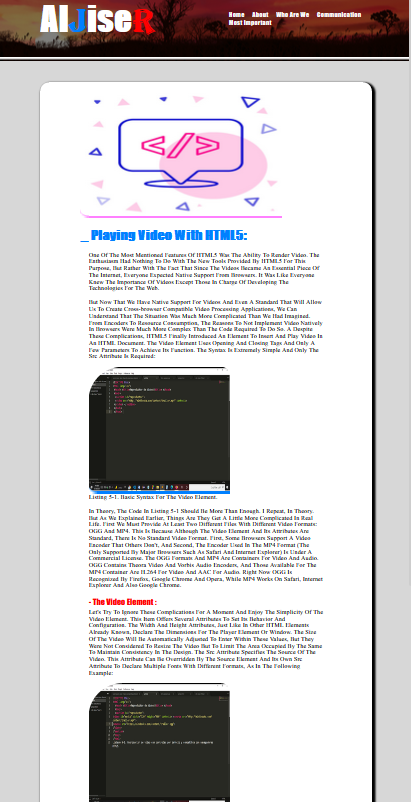 AlJiseR
Home About Who Are We Communication
Most Important
</>
_ Playing Video With HTML5:
One Of The Most Mentioned Features Of HTML5 Was The Ability To Render Video. The
Enthusiasm Had Nothing To Do With The New Tools Provided By HTML5 For This
Purpose, But Rather With The Fact That Since The Videos Became An Essential Piece Of
The Internet, Everyone Expected Native Support From Browsers. It Was Like Everyone
Knew The Importance Of Videos Except Those In Charge Of Developing The
Technologies For The Web.
But Now That We Have Native Support For Videos And Even A Standard That Will Allow
Us To Create Cross-browser Compatible Video Processing Applications, We Can
Understand That The Situation Was Much More Complicated Than We Had Imagined.
From Encoders To Resource Consumption, The Reasons To Not Implement Video Natively
In Browsers Were Much More Complex Than The Code Required To Do So. A Despite
These Complications, HTML5 Finally Introduced An Element To Insert And Play Video In
An HTML Document. The Video Element Uses Opening And Closing Tags And Only A
Few Parameters To Achieve Its Function. The Syntax Is Extremely Simple And Only The
Src Attribute Is Required:
Listing 5-1. Basic Syntax For The Video Element.
In Theory, The Code In Listing 5-1 Should Be More Than Enough. I Repeat, In Theory.
But As We Explained Earlier, Things Are They Get A Little More Complicated In Real
Life. First We Must Provide At Least Two Different Files With Different Video Formats:
OGG And MP4. This Is Because Although The Video Element And Its Attributes Are
Standard, There Is No Standard Video Format. First, Some Browsers Support A Video
Encoder That Others Don't, And Second, The Encoder Used In The MP4 Format (The
Only Supported By Major Browsers Such As Safari And Internet Explorer) Is Under A
Commercial License. The OGG Formats And MP4 Are Containers For Video And Audio.
OGG Contains Theora Video And Vorbis Audio Encoders, And Those Available For The
MP4 Container Are H.264 For Video And AAC For Audio. Right Now OGG Is
Recognized By Firefox, Google Chrome And Opera, While MP4 Works On Safari, Internet
Explorer And Also Google Chrome.
- The Video Element :
Let's Try To Ignore These Complications For A Moment And Enjoy The Simplicity Of The
Video Element. This Item Offers Several Attributes To Set Its Behavior And
Configuration. The Width And Height Attributes, Just Like In Other HTML Elements
Already Known, Declare The Dimensions For The Player Element Or Window. The Size
Of The Video Will Be Automatically Adjusted To Enter Within These Values, But They
Were Not Considered To Resize The Video But To Limit The Area Occupied By The Same
To Maintain Consistency In The Design. The Src Attribute Specifies The Source Of The
Video. This Attribute Can Be Overridden By The Source Element And Its Own Src
Attribute To Declare Multiple Fonts With Different Formats, As In The Following
Example: